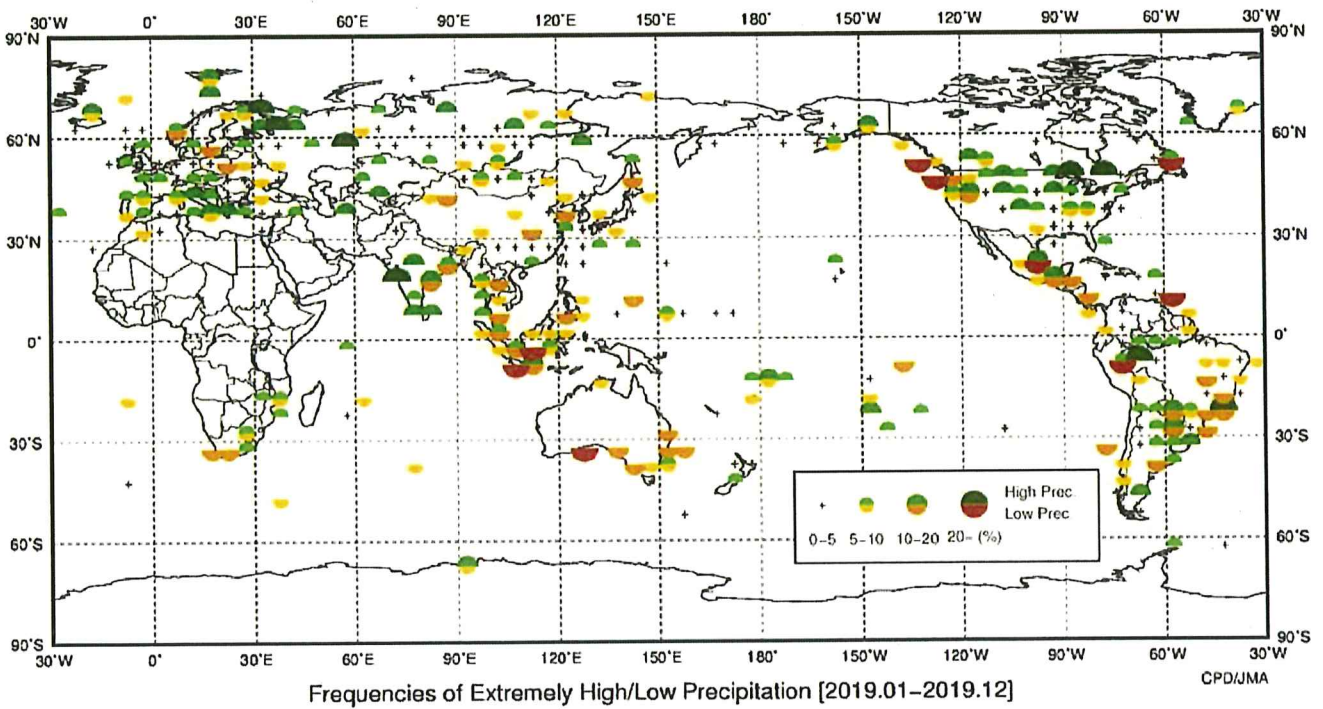 30˚W 0˚ 30˚E 60˚E 90˚E 120˚E 150˚E 180˚ 150˚W 120˚W 90˚W 60˚W 30˚W
90˚N 90˚N
60˚N 60˚N
30˚N 30˚N
0˚ 0˚
30˚S 30˚S
High Prec
Low Prec
0–5 5–10 10–20 20– (%)
60˚S 60˚S
90˚S 90˚S
30˚W 0˚ 30˚E 60˚E 90˚E 120˚E 150˚E 180˚ 150˚W 120˚W 90˚W 60˚W 30˚W
CPD/JMA
Frequencies of Extremely High/Low Precipitation [2019.01–2019.12]